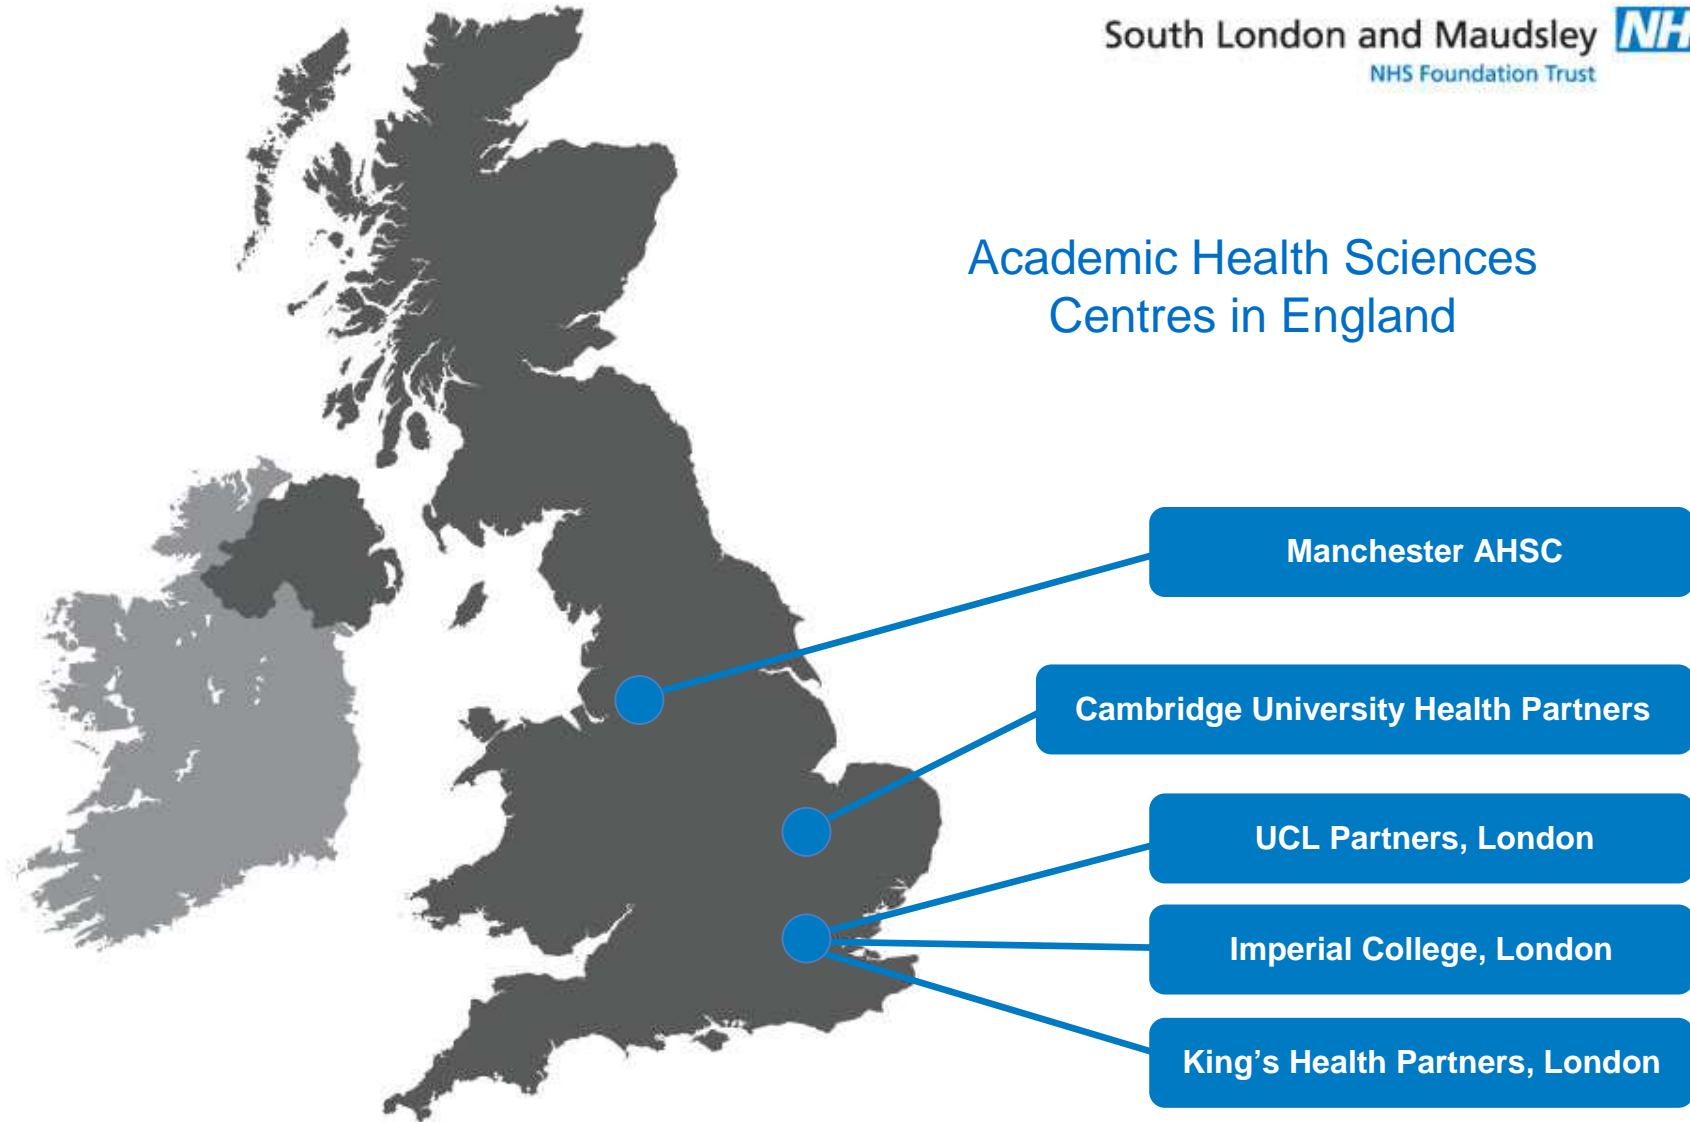 South London and Maudsley NH
NHS Foundation Trust
Academic Health Sciences
Centres in England
Manchester AHSC
Cambridge University Health Partners
UCL Partners, London
Imperial College, London
King’s Health Partners, London